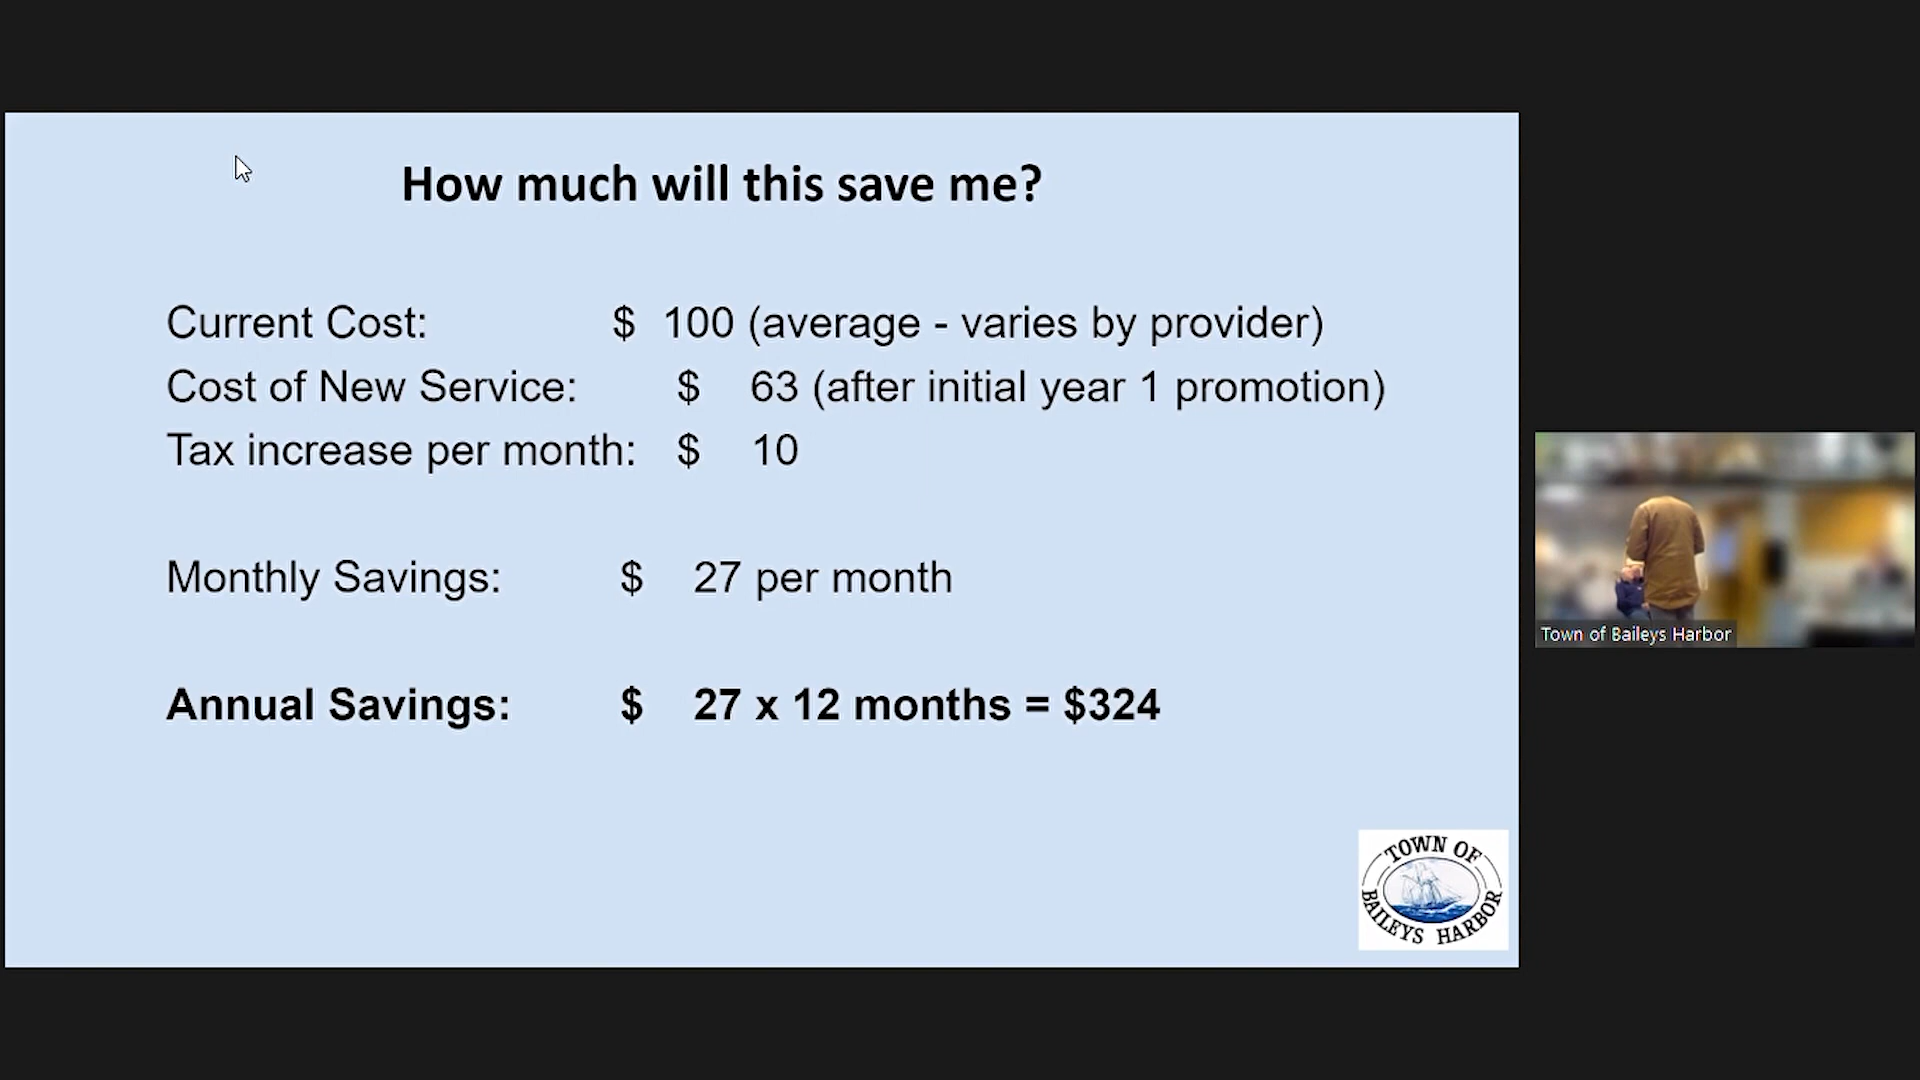 How much will this save me?
Current Cost: $ 100 (average - varies by provider)
Cost of New Service: $ 63 (after initial year 1 promotion)
Tax increase per month: $ 10
Monthly Savings: $ 27 per month
Annual Savings: $ 27 x 12 months = $324
Town of Baileys Harbor
TOWN OF
BAILEYS HARBOR